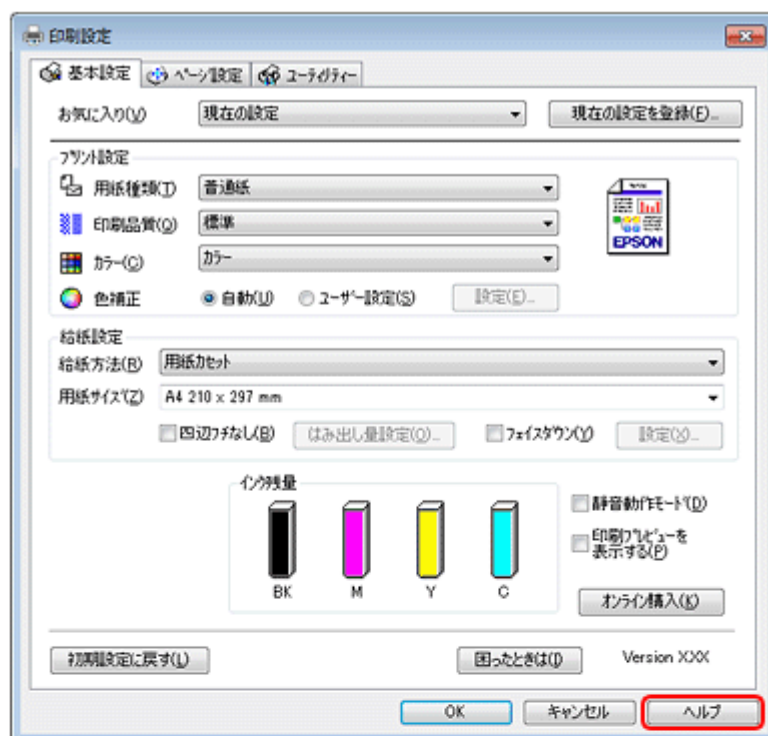 印刷設定
基本設定 ページ設定 ユーティリティー
お気に入り(V) 現在の設定 現在の設定を登録(F)...
プリント設定
用紙種類(T) 普通紙
印刷品質(Q) 標準
カラー(C) カラー
色補正 自動(U) ユーザー設定(S) 設定(E)...
EPSON
給紙設定
給紙方法(R) 用紙カセット
用紙サイズ(Z) A4 210 x 297 mm
四辺フチなし(B) はみ出し量設定(O)... フェイスダウン(Y) 設定(X)...
インク残量
BK M Y C
静音動作モード(D)
印刷プレビューを
表示する(P)
オンライン購入(K)
初期設定に戻す(L) 困ったときは(I) Version X.XX
OK キャンセル ヘルプ